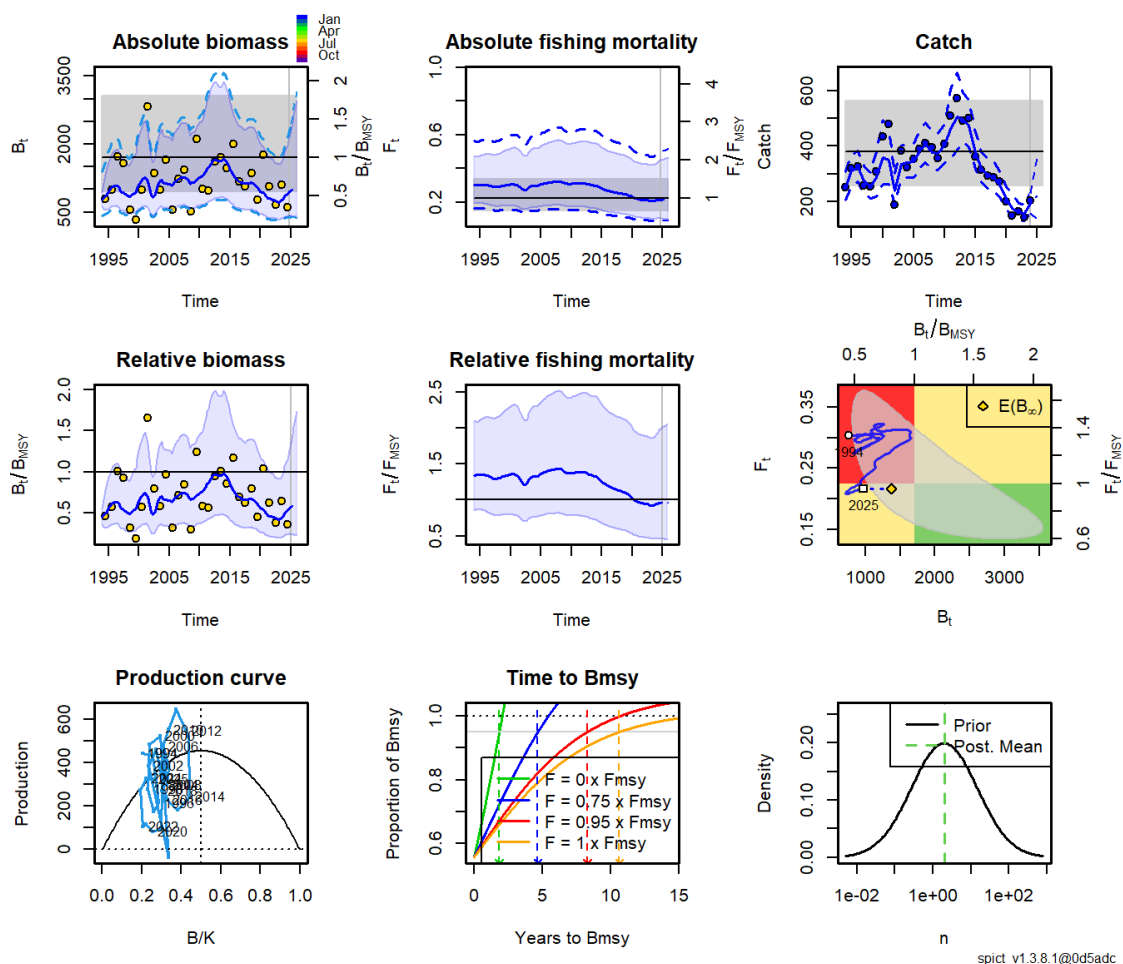 Jan
Apr
Jul
Oct
Absolute biomass
Absolute fishing mortality
Catch
3500
2000
500
B_t
2
1.5
1
0.5
B_t/B_MSY
1995 2005 2015 2025
Time
1.0
0.6
0.2
F_t
4
3
2
1
F_t/F_MSY
1995 2005 2015 2025
Time
600
400
200
Catch
1995 2005 2015 2025
Time
Relative biomass
Relative fishing mortality
2.0
1.5
1.0
0.5
B_t/B_MSY
1995 2005 2015 2025
Time
2.5
1.5
0.5
F_t/F_MSY
1995 2005 2015 2025
Time
B_t/B_MSY
0.5 1 2
E(B_∞)
0.35
0.25
0.15
F_t
1.4
1
0.6
F_t/F_MSY
1994
2025
1000 2000 3000
B_t
Production curve
Time to Bmsy
600
400
200
0
Production
2012
2006
1994
2002
2014
2020
0.0 0.2 0.4 0.6 0.8 1.0
B/K
1.0
0.8
0.6
Proportion of Bmsy
F = 0 x Fmsy
F = 0.75 x Fmsy
F = 0.95 x Fmsy
F = 1 x Fmsy
0 5 10 15
Years to Bmsy
Prior
Post. Mean
0.20
0.10
0.00
Density
1e-02 1e+00 1e+02
n
spict_v1.3.8.1@0d5adc